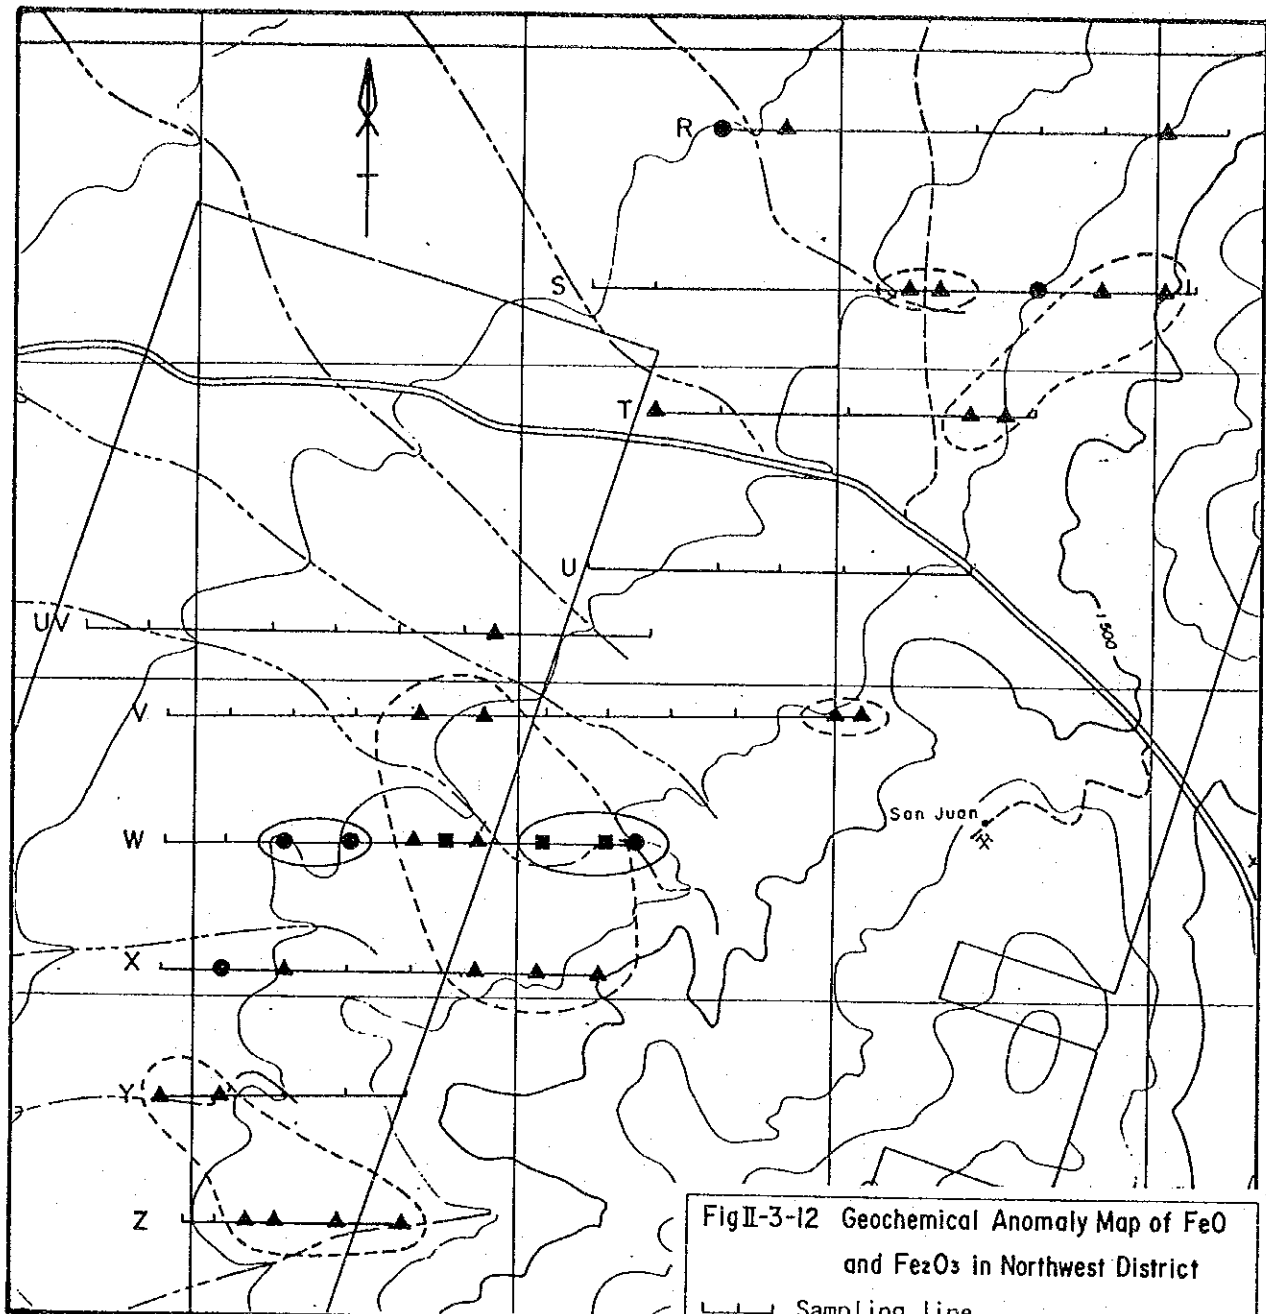 R
S
T
U
UV
1500
V
San Juan
W
X
Y
Z
Fig II-3-12 Geochemical Anomaly Map of FeO
and Fe₂O₃ in Northwest District
Sampling line